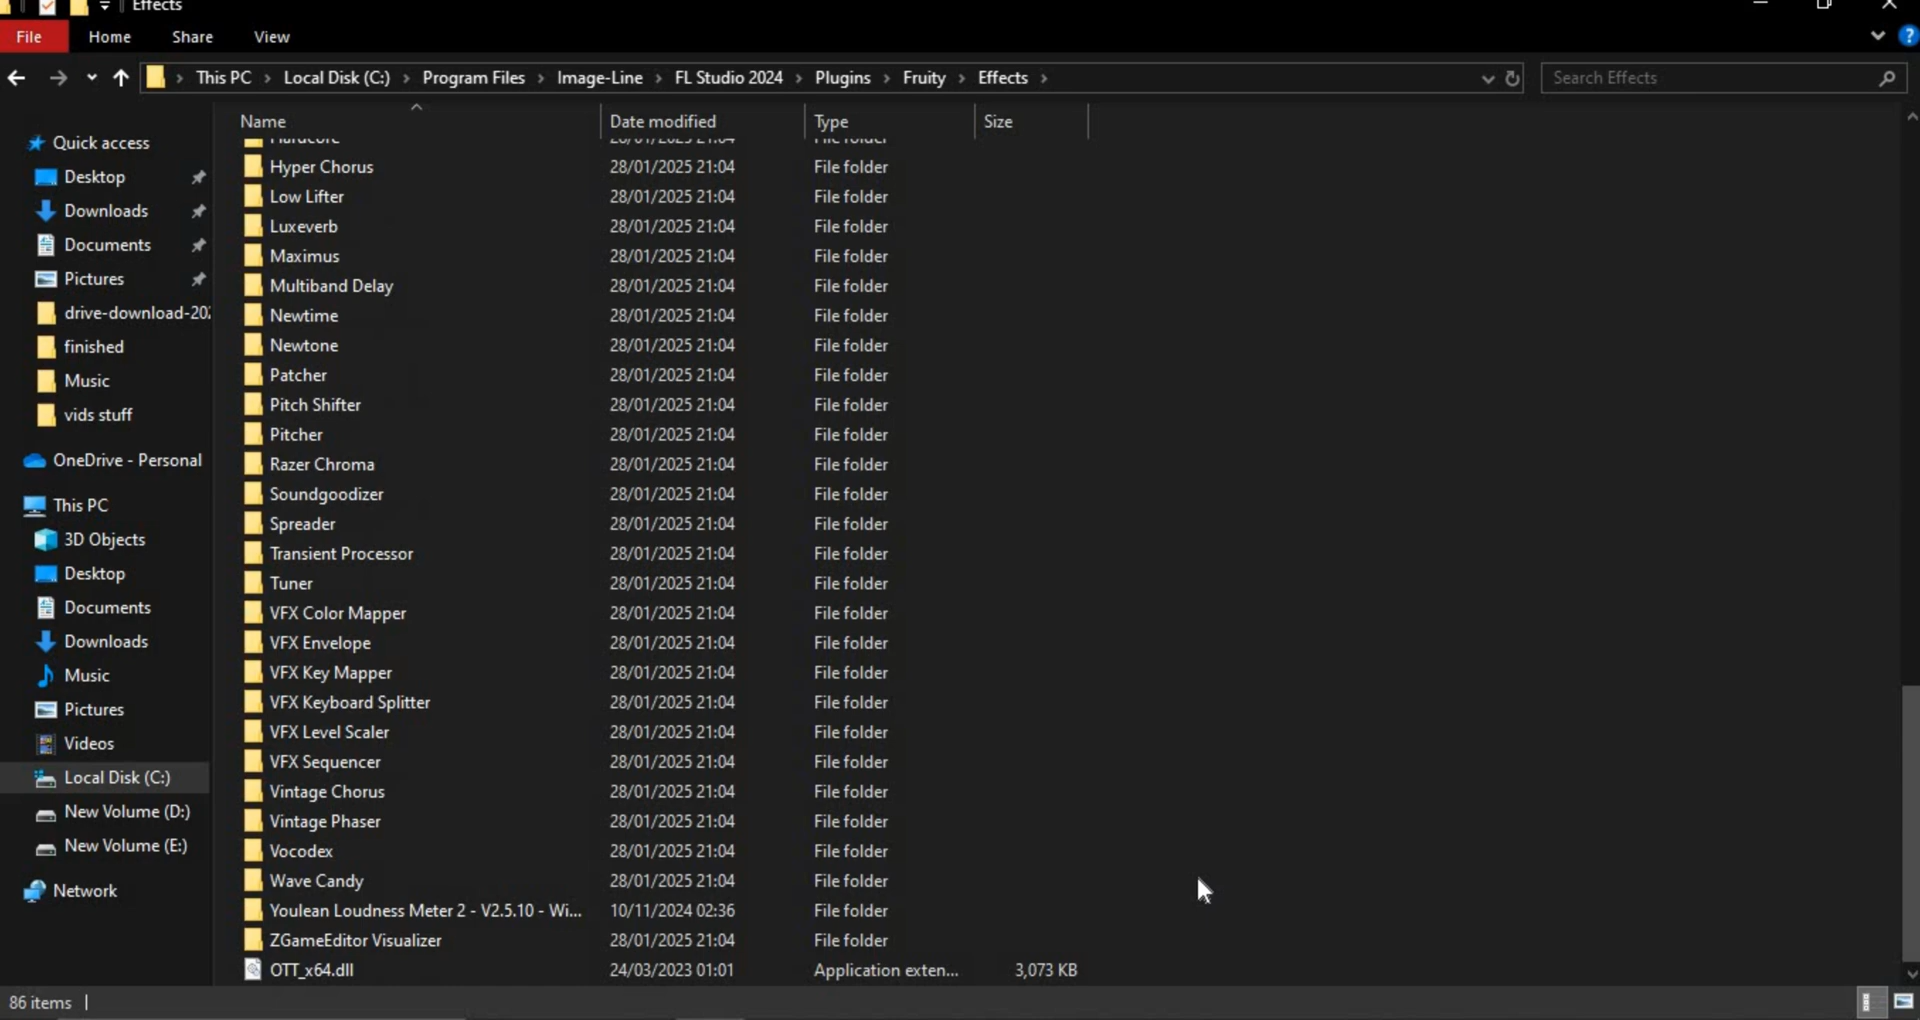 Effects
File Home Share View
This PC Local Disk (C:) Program Files Image-Line FL Studio 2024 Plugins Fruity Effects Search Effects
Name Date modified Type Size
Hardcore 28/01/2025 21:04 File folder
Hyper Chorus 28/01/2025 21:04 File folder
Low Lifter 28/01/2025 21:04 File folder
Luxeverb 28/01/2025 21:04 File folder
Maximus 28/01/2025 21:04 File folder
Multiband Delay 28/01/2025 21:04 File folder
Newtime 28/01/2025 21:04 File folder
Newtone 28/01/2025 21:04 File folder
Patcher 28/01/2025 21:04 File folder
Pitch Shifter 28/01/2025 21:04 File folder
Pitcher 28/01/2025 21:04 File folder
Razer Chroma 28/01/2025 21:04 File folder
Soundgoodizer 28/01/2025 21:04 File folder
Spreader 28/01/2025 21:04 File folder
Transient Processor 28/01/2025 21:04 File folder
Tuner 28/01/2025 21:04 File folder
VFX Color Mapper 28/01/2025 21:04 File folder
VFX Envelope 28/01/2025 21:04 File folder
VFX Key Mapper 28/01/2025 21:04 File folder
VFX Keyboard Splitter 28/01/2025 21:04 File folder
VFX Level Scaler 28/01/2025 21:04 File folder
VFX Sequencer 28/01/2025 21:04 File folder
Vintage Chorus 28/01/2025 21:04 File folder
Vintage Phaser 28/01/2025 21:04 File folder
Vocodex 28/01/2025 21:04 File folder
Wave Candy 28/01/2025 21:04 File folder
Youlean Loudness Meter 2 - V2.5.10 - Wi... 10/11/2024 02:36 File folder
ZGameEditor Visualizer 28/01/2025 21:04 File folder
OTT_x64.dll 24/03/2023 01:01 Application exten... 3,073 KB
Quick access
Desktop
Downloads
Documents
Pictures
drive-download-202
finished
Music
vids stuff
OneDrive - Personal
This PC
3D Objects
Desktop
Documents
Downloads
Music
Pictures
Videos
Local Disk (C:)
New Volume (D:)
New Volume (E:)
Network
86 items